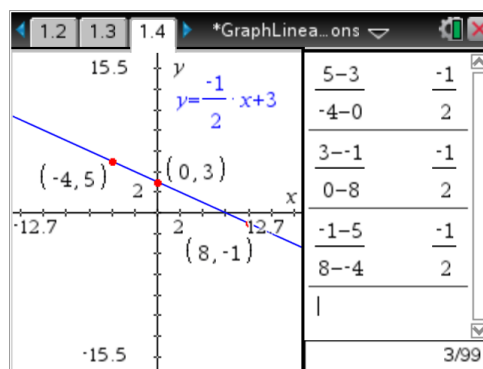 1.2 1.3 1.4 *GraphLinea...ons
15.5 y
y=-1/2·x+3
(-4,5)
(0,3)
2
x
-12.7 2 12.7
(8,-1)
-15.5
5-3/-4-0 -1/2
3--1/0-8 -1/2
-1-5/8--4 -1/2
3/99